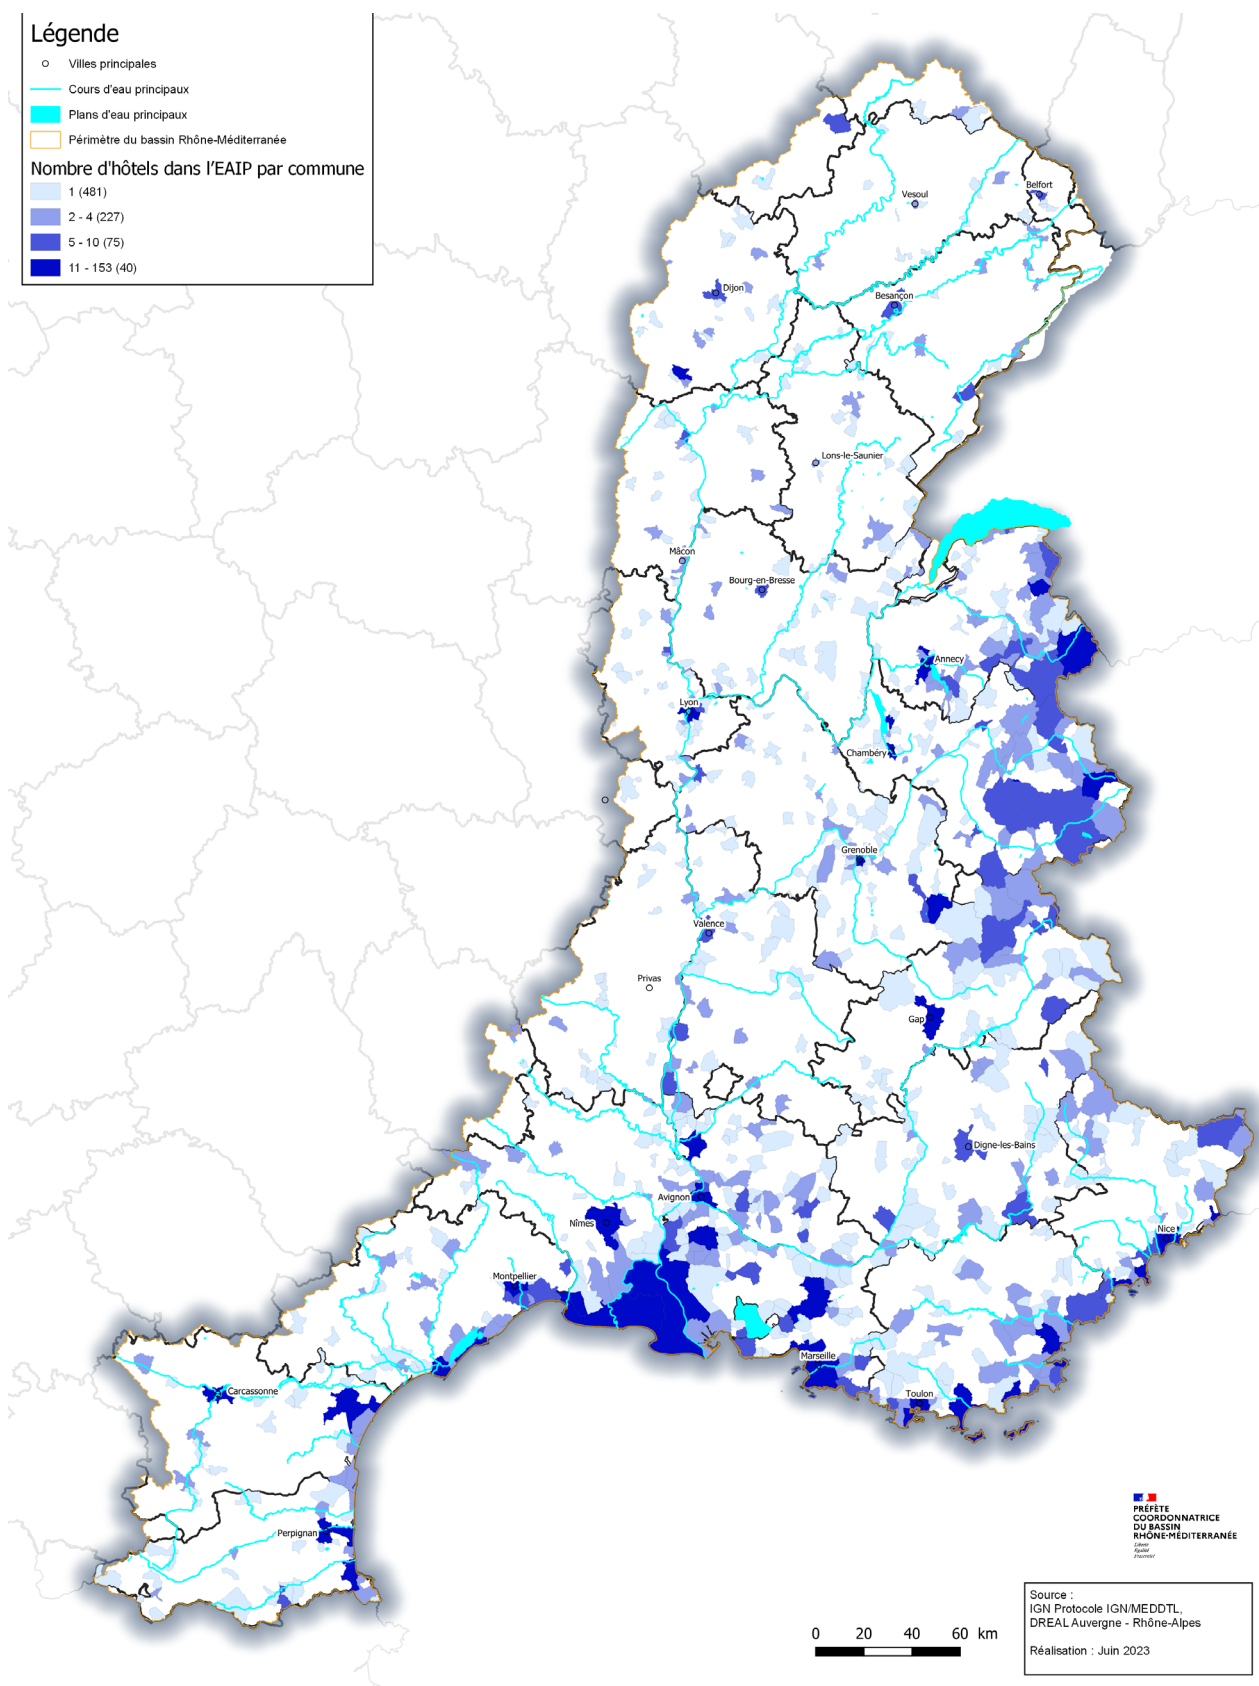 Légende
Villes principales
Cours d'eau principaux
Plans d'eau principaux
Périmètre du bassin Rhône-Méditerranée
Nombre d'hôtels dans l'EAIP par commune
1 (481)
2 - 4 (227)
5 - 10 (75)
11 - 153 (40)
Vesoul
Belfort
Dijon
Besançon
Lons-le-Saunier
Mâcon
Bourg-en-Bresse
Annecy
Lyon
Chambéry
Grenoble
Valence
Privas
Gap
Digne-les-Bains
Avignon
Nîmes
Nice
Montpellier
Marseille
Carcassonne
Toulon
Perpignan
PRÉFÈTE
COORDONNATRICE
DU BASSIN
RHÔNE-MÉDITERRANÉE
Liberté
Égalité
Fraternité
Source :
IGN Protocole IGN/MEDDTL,
DREAL Auvergne - Rhône-Alpes
Réalisation : Juin 2023
0 20 40 60 km